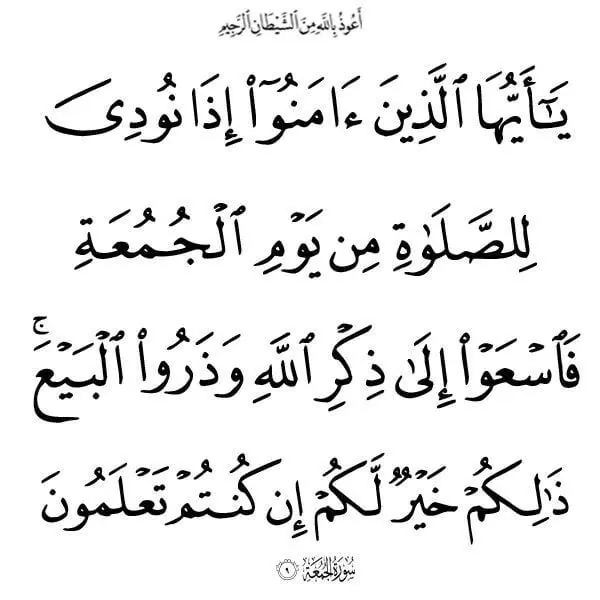 أَعُوذُ بِاللَّهِ مِنَ الشَّيْطَانِ الرَّجِيمِ
يَـٰٓأَيُّهَا ٱلَّذِينَ ءَامَنُوٓا۟ إِذَا نُودِىَ
لِلصَّلَوٰةِ مِن يَوْمِ ٱلْجُمُعَةِ
فَٱسْعَوْا۟ إِلَىٰ ذِكْرِ ٱللَّهِ وَذَرُوا۟ ٱلْبَيْعَ ۚ
ذَٰلِكُمْ خَيْرٌ لَّكُمْ إِن كُنتُمْ تَعْلَمُونَ
سُورَةُ الجُمُعَةِ ٩